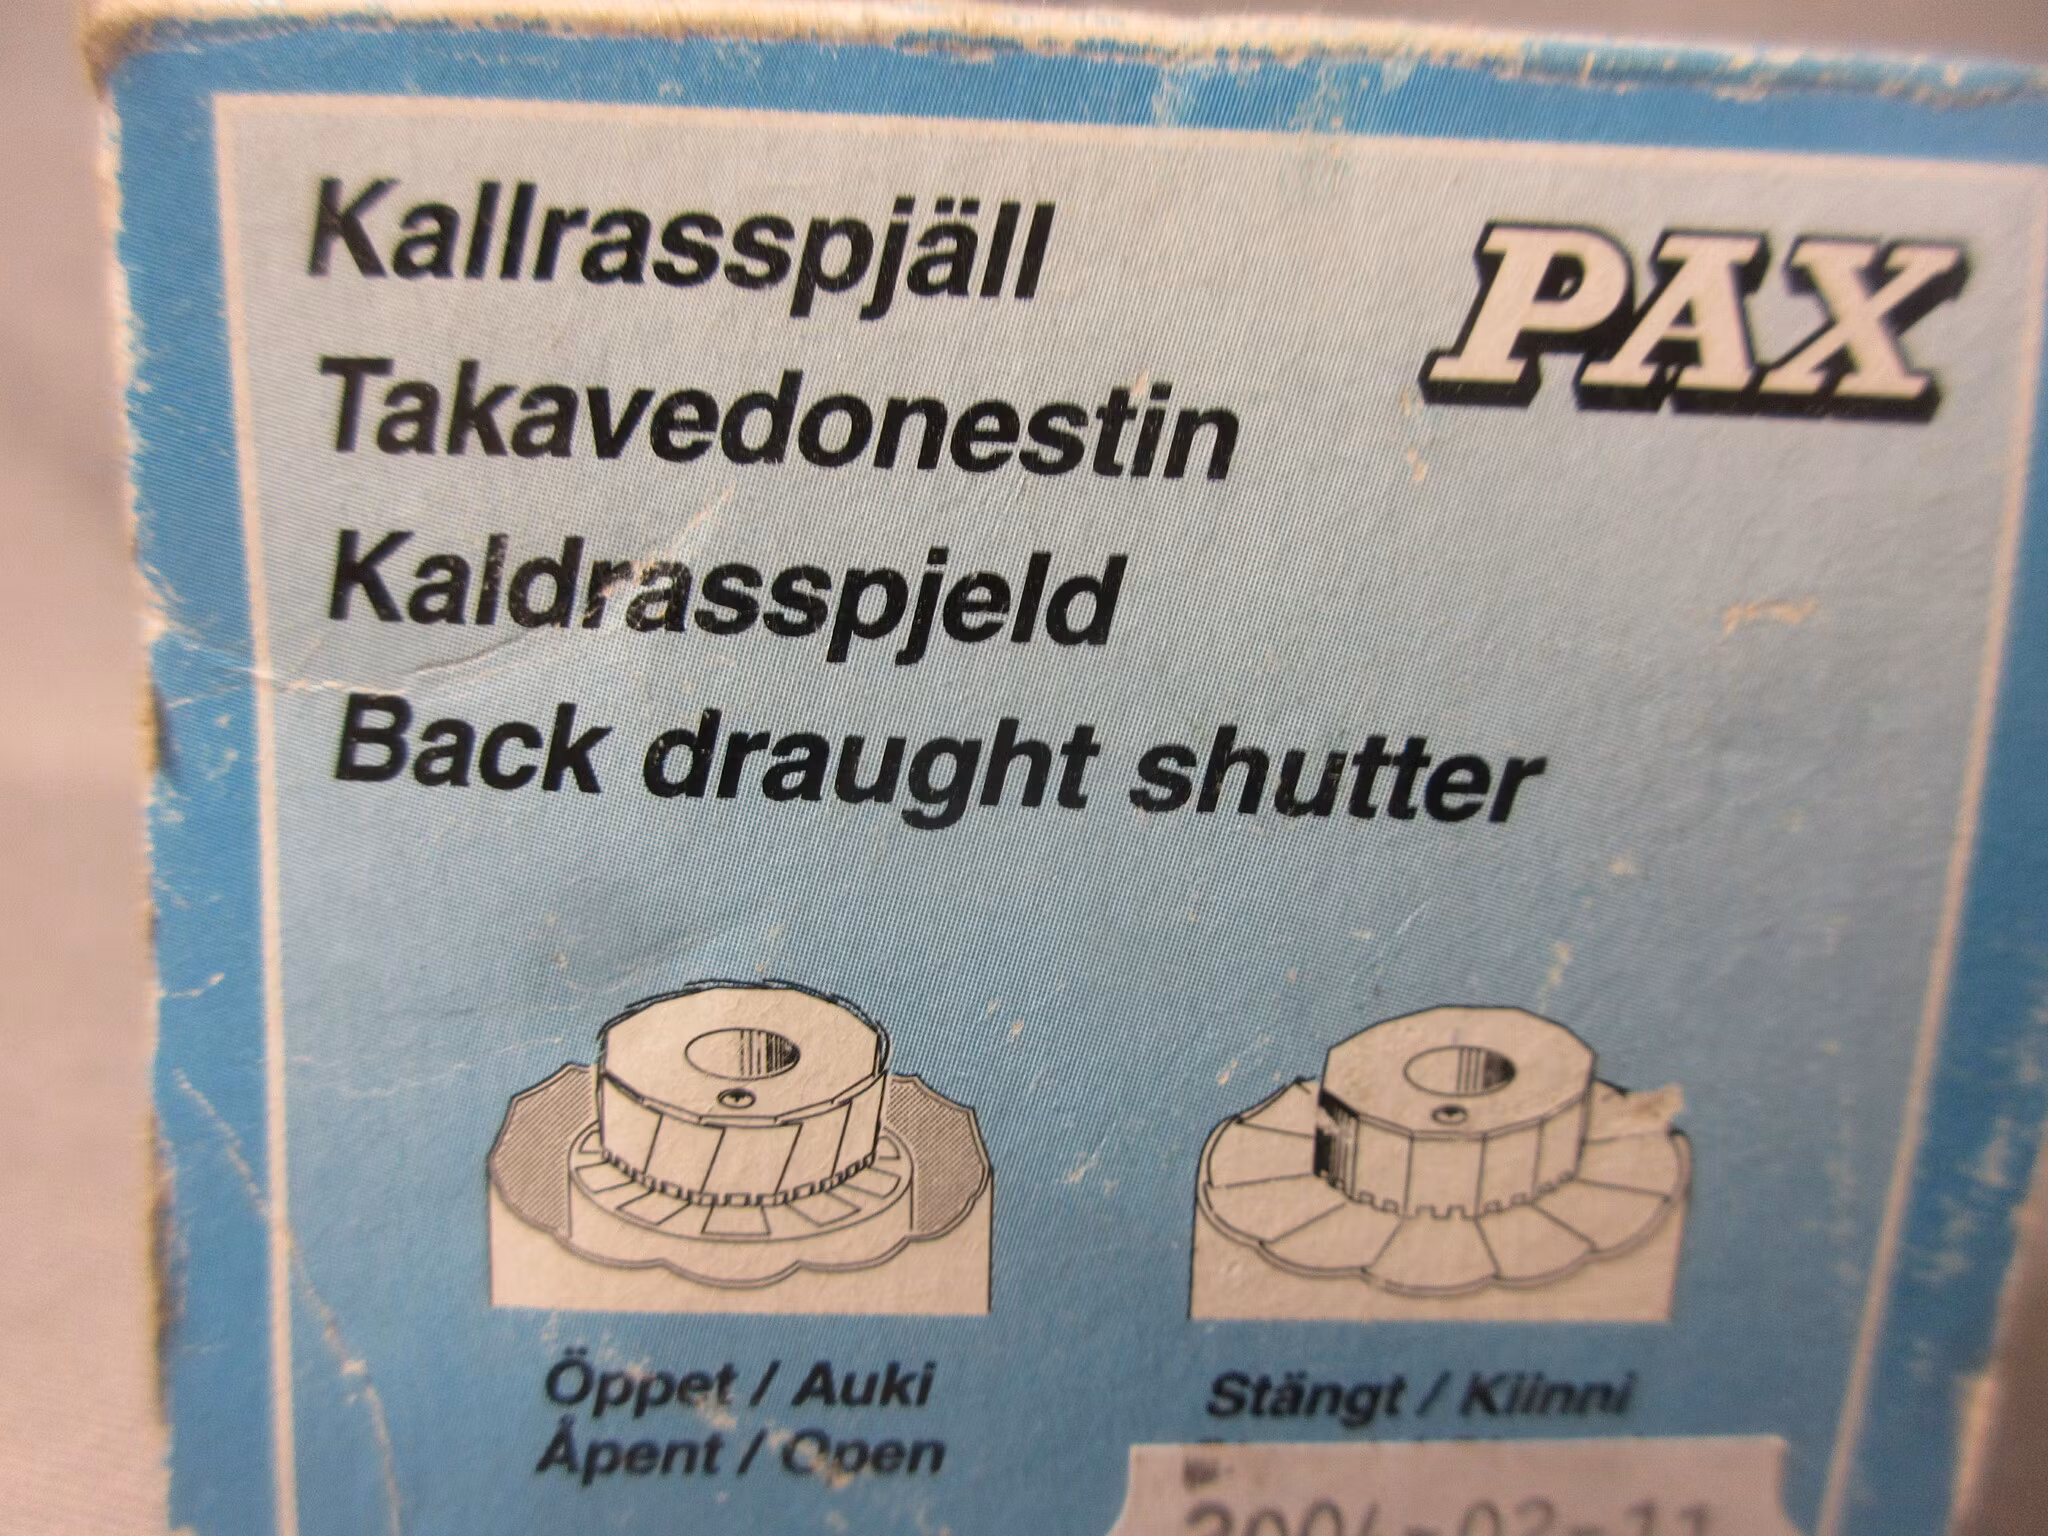 Kallrasspjäll
PAX
Takavedonestin
Kaldrasspjeld
Back draught shutter
Öppet / Auki
Åpent / Open
Stängt / Kiinni